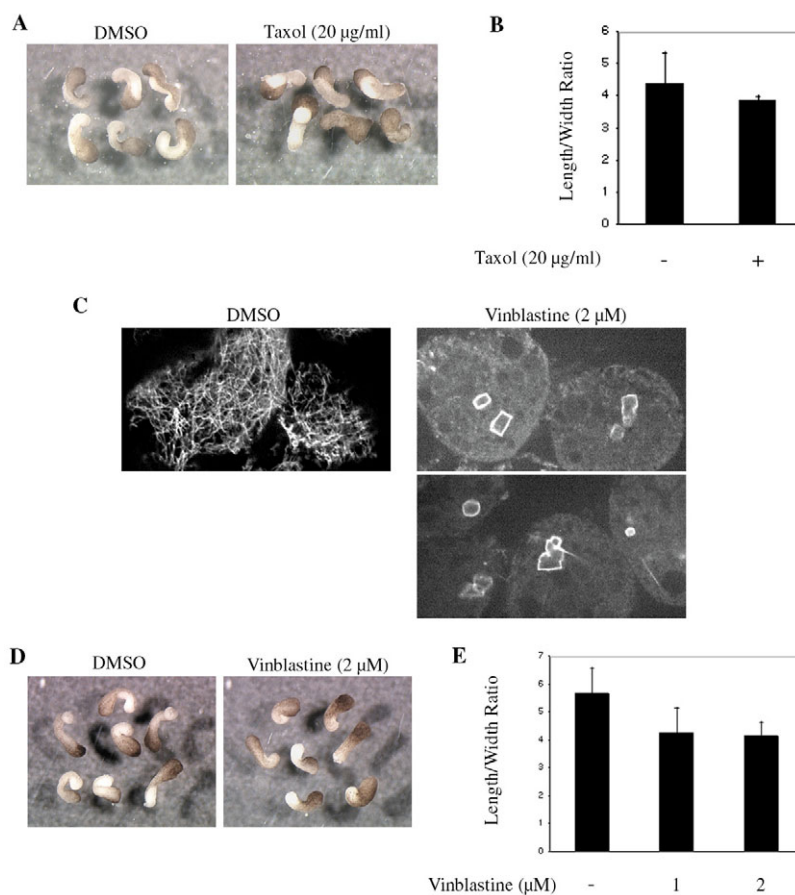 A
DMSO
Taxol (20 µg/ml)
B
Length/Width Ratio
6
5
4
3
2
1
0
Taxol (20 µg/ml) - +
C
DMSO
Vinblastine (2 µM)
D
DMSO
Vinblastine (2 µM)
E
Length/Width Ratio
7
6
5
4
3
2
1
0
Vinblastine (µM) - 1 2